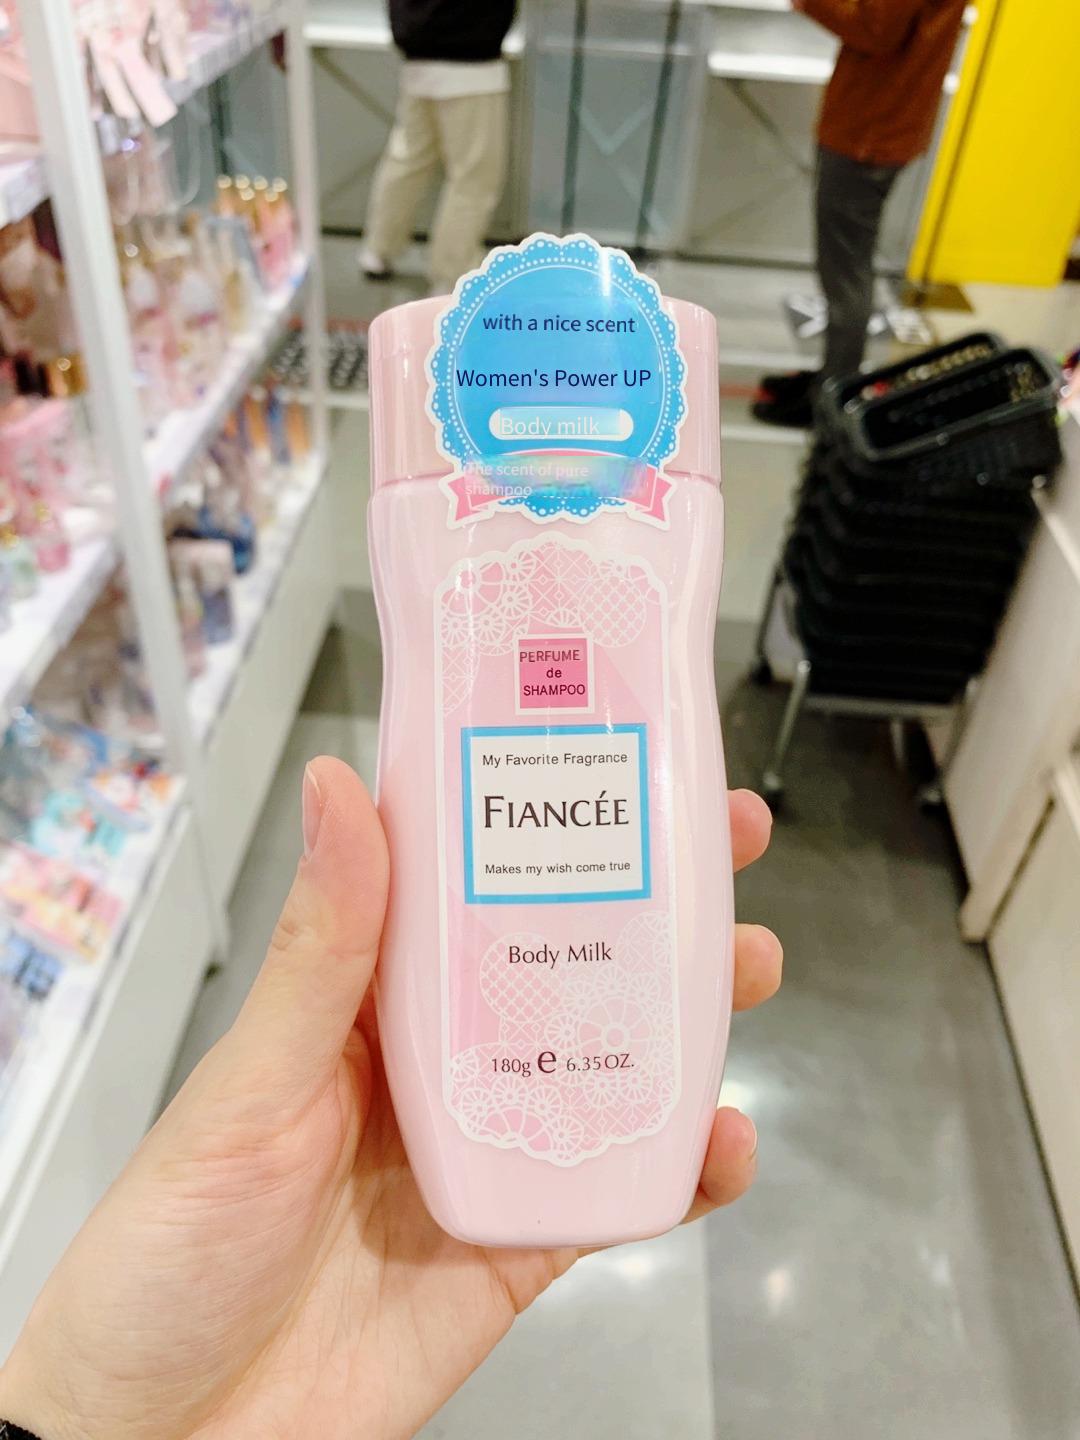 with a nice scent
Women's Power UP
Body milk
The scent of pure
shampoo
PERFUME
de
SHAMPOO
My Favorite Fragrance
FIANCÉE
Makes my wish come true
Body Milk
180g e 6.35 OZ.